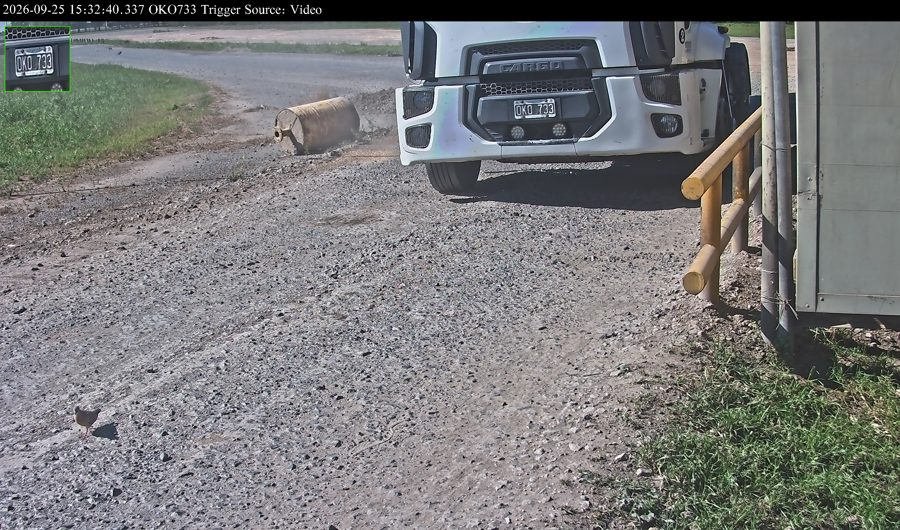 2026-09-25 15:32:40.337 OKO733 Trigger Source: Video
OKO 733
CARGO
OKO 733